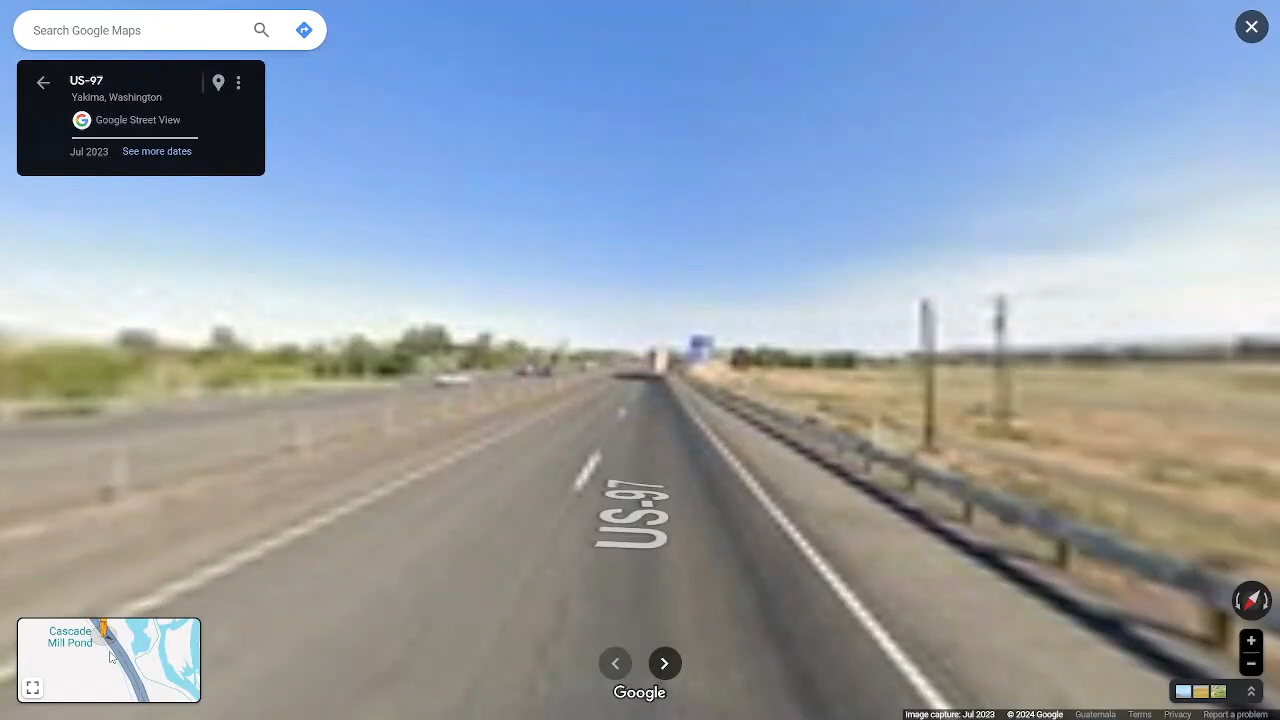 Search Google Maps
US-97
Yakima, Washington
Google Street View
Jul 2023 See more dates
US-97
Cascade
Mill Pond
Google
Image capture: Jul 2023 © 2024 Google Guatemala Terms Privacy Report a problem